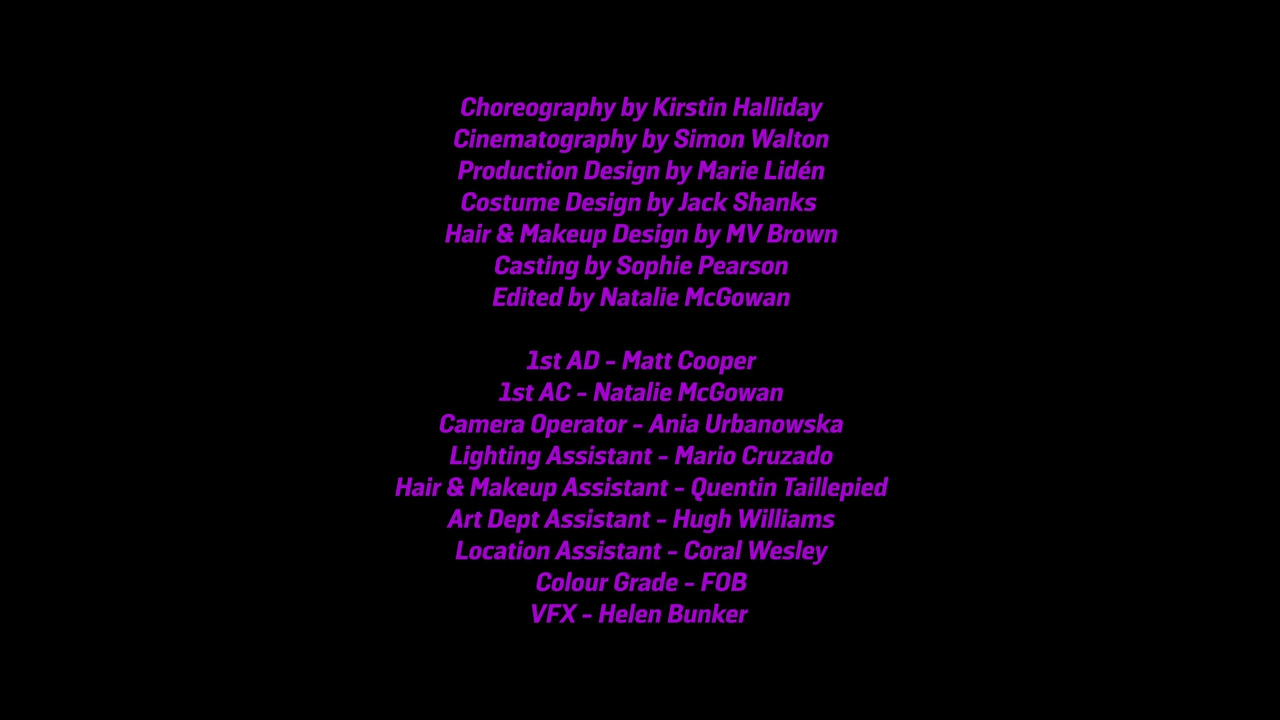 Choreography by Kirstin Halliday
Cinematography by Simon Walton
Production Design by Marie Lidén
Costume Design by Jack Shanks
Hair & Makeup Design by MV Brown
Casting by Sophie Pearson
Edited by Natalie McGowan
1st AD - Matt Cooper
1st AC - Natalie McGowan
Camera Operator - Ania Urbanowska
Lighting Assistant - Mario Cruzado
Hair & Makeup Assistant - Quentin Taillepied
Art Dept Assistant - Hugh Williams
Location Assistant - Coral Wesley
Colour Grade - FOB
VFX - Helen Bunker